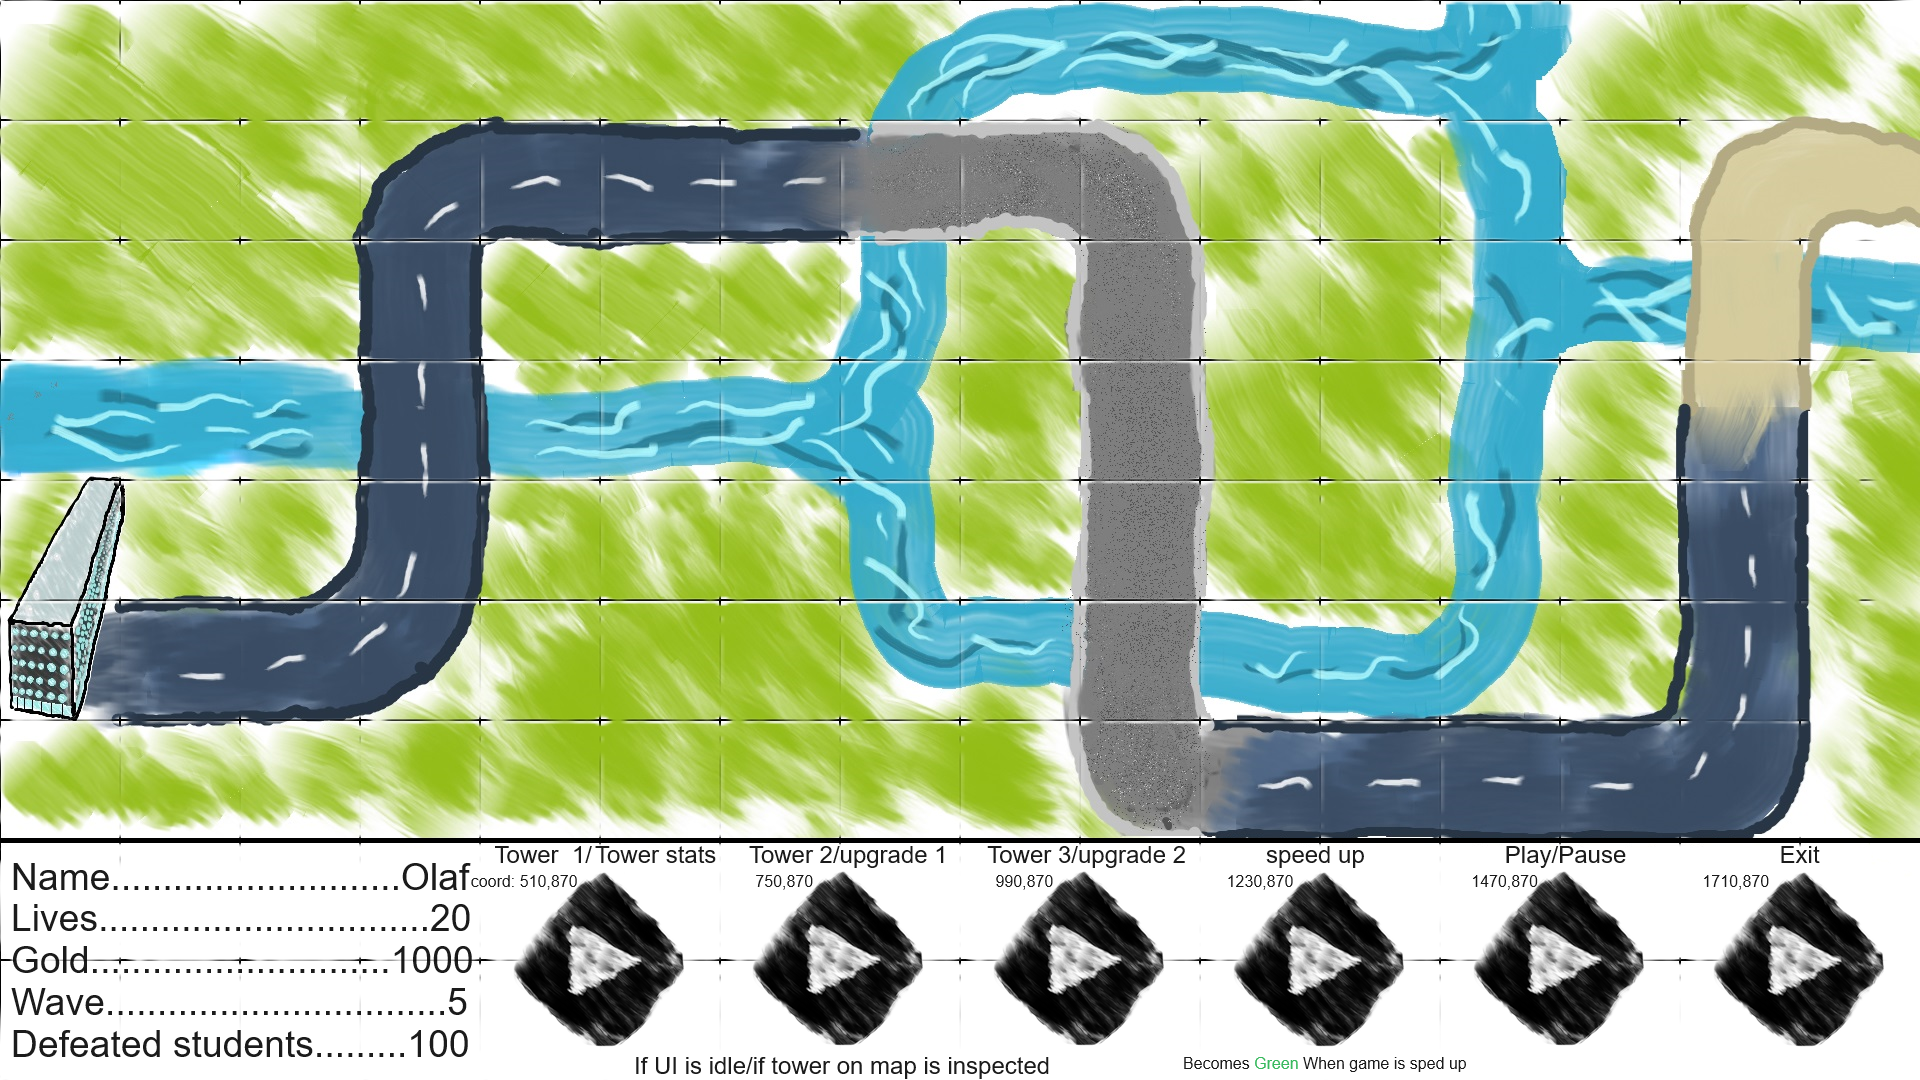 Name............................Olaf
Lives................................20
Gold.............................1000
Wave.................................5
Defeated students.........100
Tower 1/Tower stats
coord: 510,870
Tower 2/upgrade 1
750,870
Tower 3/upgrade 2
990,870
speed up
1230,870
Play/Pause
1470,870
Exit
1710,870
If UI is idle/if tower on map is inspected
Becomes Green When game is sped up